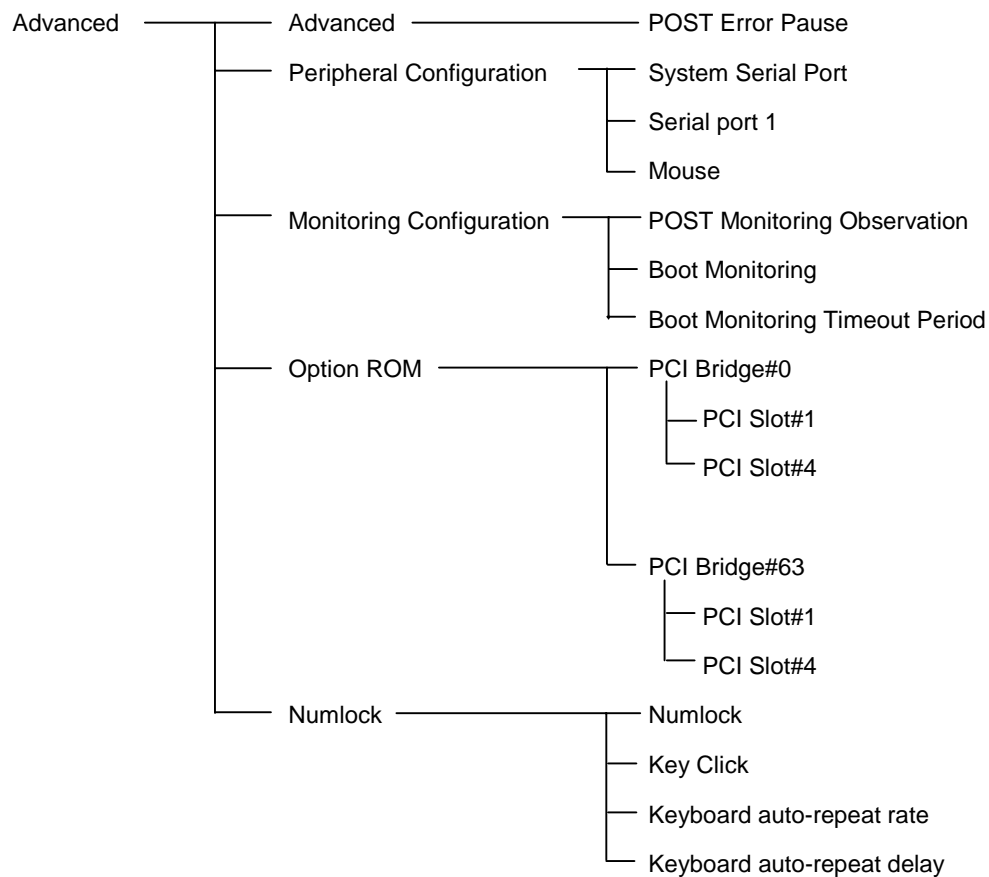 Advanced Advanced POST Error Pause
Peripheral Configuration System Serial Port
Serial port 1
Mouse
Monitoring Configuration POST Monitoring Observation
Boot Monitoring
Boot Monitoring Timeout Period
Option ROM PCI Bridge#0
PCI Slot#1
PCI Slot#4
PCI Bridge#63
PCI Slot#1
PCI Slot#4
Numlock Numlock
Key Click
Keyboard auto-repeat rate
Keyboard auto-repeat delay